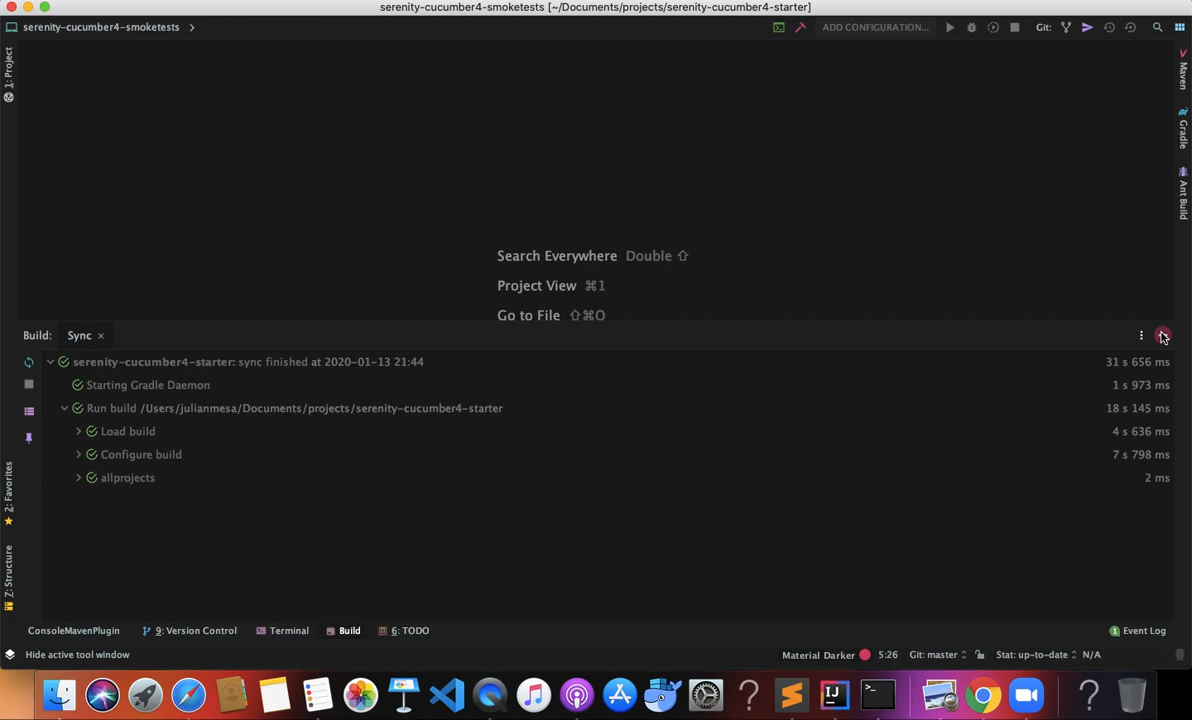 serenity-cucumber4-smoketests [~/Documents/projects/serenity-cucumber4-starter]
serenity-cucumber4-smoketests
ADD CONFIGURATION...
Git:
1: Project
Maven
Gradle
Ant Build
Search Everywhere Double ⇧
Project View ⌘1
Go to File ⇧⌘O
Build: Sync ×
serenity-cucumber4-starter: sync finished at 2020-01-13 21:44 31 s 656 ms
Starting Gradle Daemon 1 s 973 ms
Run build /Users/julianmesa/Documents/projects/serenity-cucumber4-starter 18 s 145 ms
Load build 4 s 636 ms
Configure build 7 s 798 ms
allprojects 2 ms
2: Favorites
Z: Structure
ConsoleMavenPlugin 9: Version Control Terminal Build 6: TODO 1 Event Log
Hide active tool window Material Darker 5:26 Git: master Stat: up-to-date N/A
IJ
>_